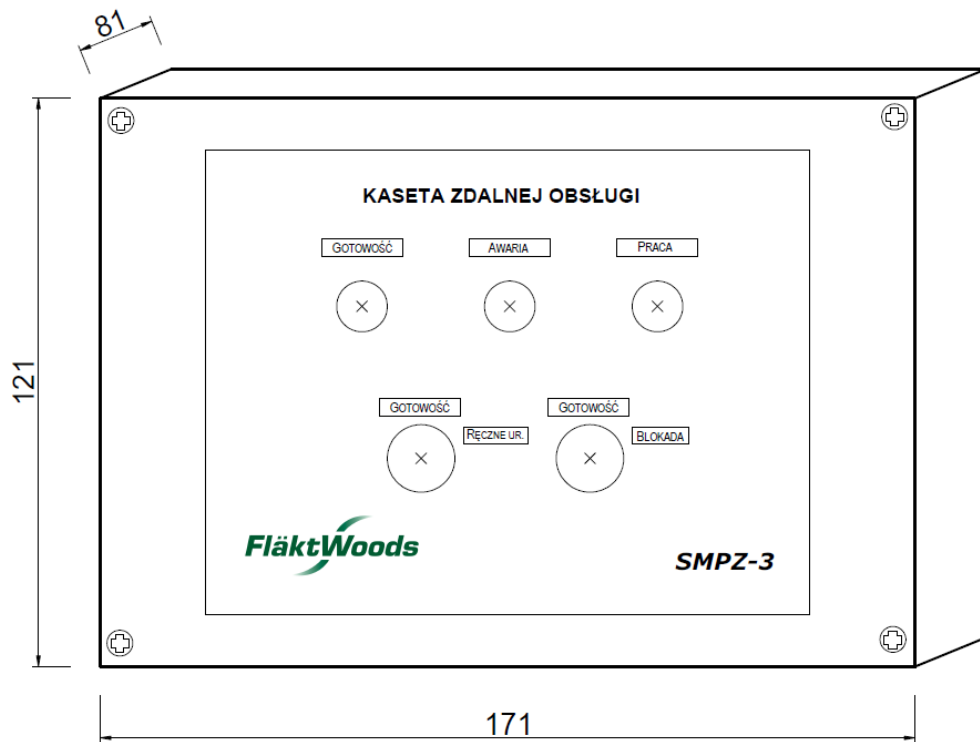 81
KASETA ZDALNEJ OBSŁUGI
GOTOWOŚĆ AWARIA PRACA
121
GOTOWOŚĆ GOTOWOŚĆ
RĘCZNE UR. BLOKADA
FläktWoods
SMPZ-3
171